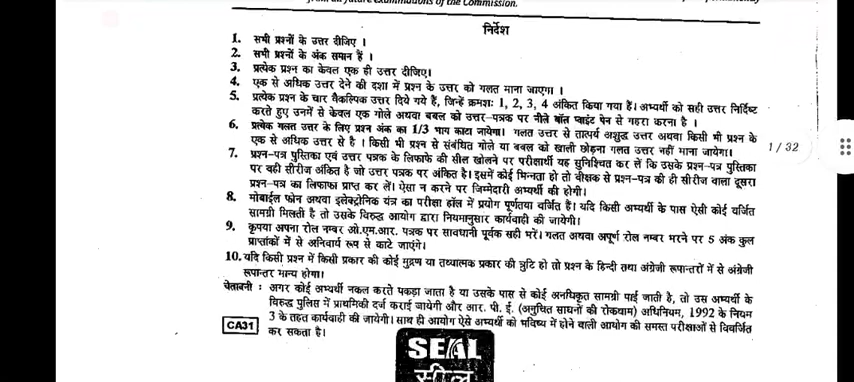 from all future examinations of the Commission.
निर्देश
1. सभी प्रश्नों के उत्तर दीजिए ।
2. सभी प्रश्नों के अंक समान हैं ।
3. प्रत्येक प्रश्न का केवल एक ही उत्तर दीजिए।
4. एक से अधिक उत्तर देने की दशा में प्रश्न के उत्तर को गलत माना जाएगा ।
5. प्रत्येक प्रश्न के चार वैकल्पिक उत्तर दिये गये हैं, जिन्हें क्रमशः 1, 2, 3, 4 अंकित किया गया है। अभ्यर्थी को सही उत्तर निर्दिष्ट
करते हुए उनमें से केवल एक गोले अथवा बबल को उत्तर-पत्रक पर नीले बॉल प्वाइंट पेन से गहरा करना है ।
6. प्रत्येक गलत उत्तर के लिए प्रश्न अंक का 1/3 भाग काटा जायेगा। गलत उत्तर से तात्पर्य अशुद्ध उत्तर अथवा किसी भी प्रश्न के
एक से अधिक उत्तर से है । किसी भी प्रश्न से संबंधित गोले या बबल को खाली छोड़ना गलत उत्तर नहीं माना जायेगा।
1 / 32
7. प्रश्न-पत्र पुस्तिका एवं उत्तर पत्रक के लिफाफे की सील खोलने पर परीक्षार्थी यह सुनिश्चित कर लें कि उसके प्रश्न-पत्र पुस्तिका
पर वही सीरीज अंकित है जो उत्तर पत्रक पर अंकित है। इसमें कोई भिन्नता हो तो वीक्षक से प्रश्न-पत्र की ही सीरीज वाला दूसरा
प्रश्न-पत्र का लिफाफा प्राप्त कर लें। ऐसा न करने पर जिम्मेदारी अभ्यर्थी की होगी।
8. मोबाईल फोन अथवा इलेक्ट्रोनिक यंत्र का परीक्षा हॉल में प्रयोग पूर्णतया वर्जित हैं। यदि किसी अभ्यर्थी के पास ऐसी कोई वर्जित
सामग्री मिलती है तो उसके विरुद्ध आयोग द्वारा नियमानुसार कार्यवाही की जायेगी।
9. कृपया अपना रोल नम्बर ओ.एम.आर. पत्रक पर सावधानी पूर्वक सही भरें। गलत अथवा अपूर्ण रोल नम्बर भरने पर 5 अंक कुल
प्राप्तांकों में से अनिवार्य रूप से काटे जाएंगे।
10. यदि किसी प्रश्न में किसी प्रकार की कोई मुद्रण या तथ्यात्मक प्रकार की त्रुटि हो तो प्रश्न के हिन्दी तथा अंग्रेजी रूपान्तरों में से अंग्रेजी
रूपान्तर मान्य होगा।
चेतावनी : अगर कोई अभ्यर्थी नकल करते पकड़ा जाता है या उसके पास से कोई अनधिकृत सामग्री पाई जाती है, तो उस अभ्यर्थी के
विरुद्ध पुलिस में प्राथमिकी दर्ज कराई जायेगी और आर. पी. ई. (अनुचित साधनों की रोकथाम) अधिनियम, 1992 के नियम
3 के तहत कार्यवाही की जायेगी। साथ ही आयोग ऐसे अभ्यर्थी को भविष्य में होने वाली आयोग की समस्त परीक्षाओं से विवर्जित
CA31 कर सकता है।
SEAL
सील